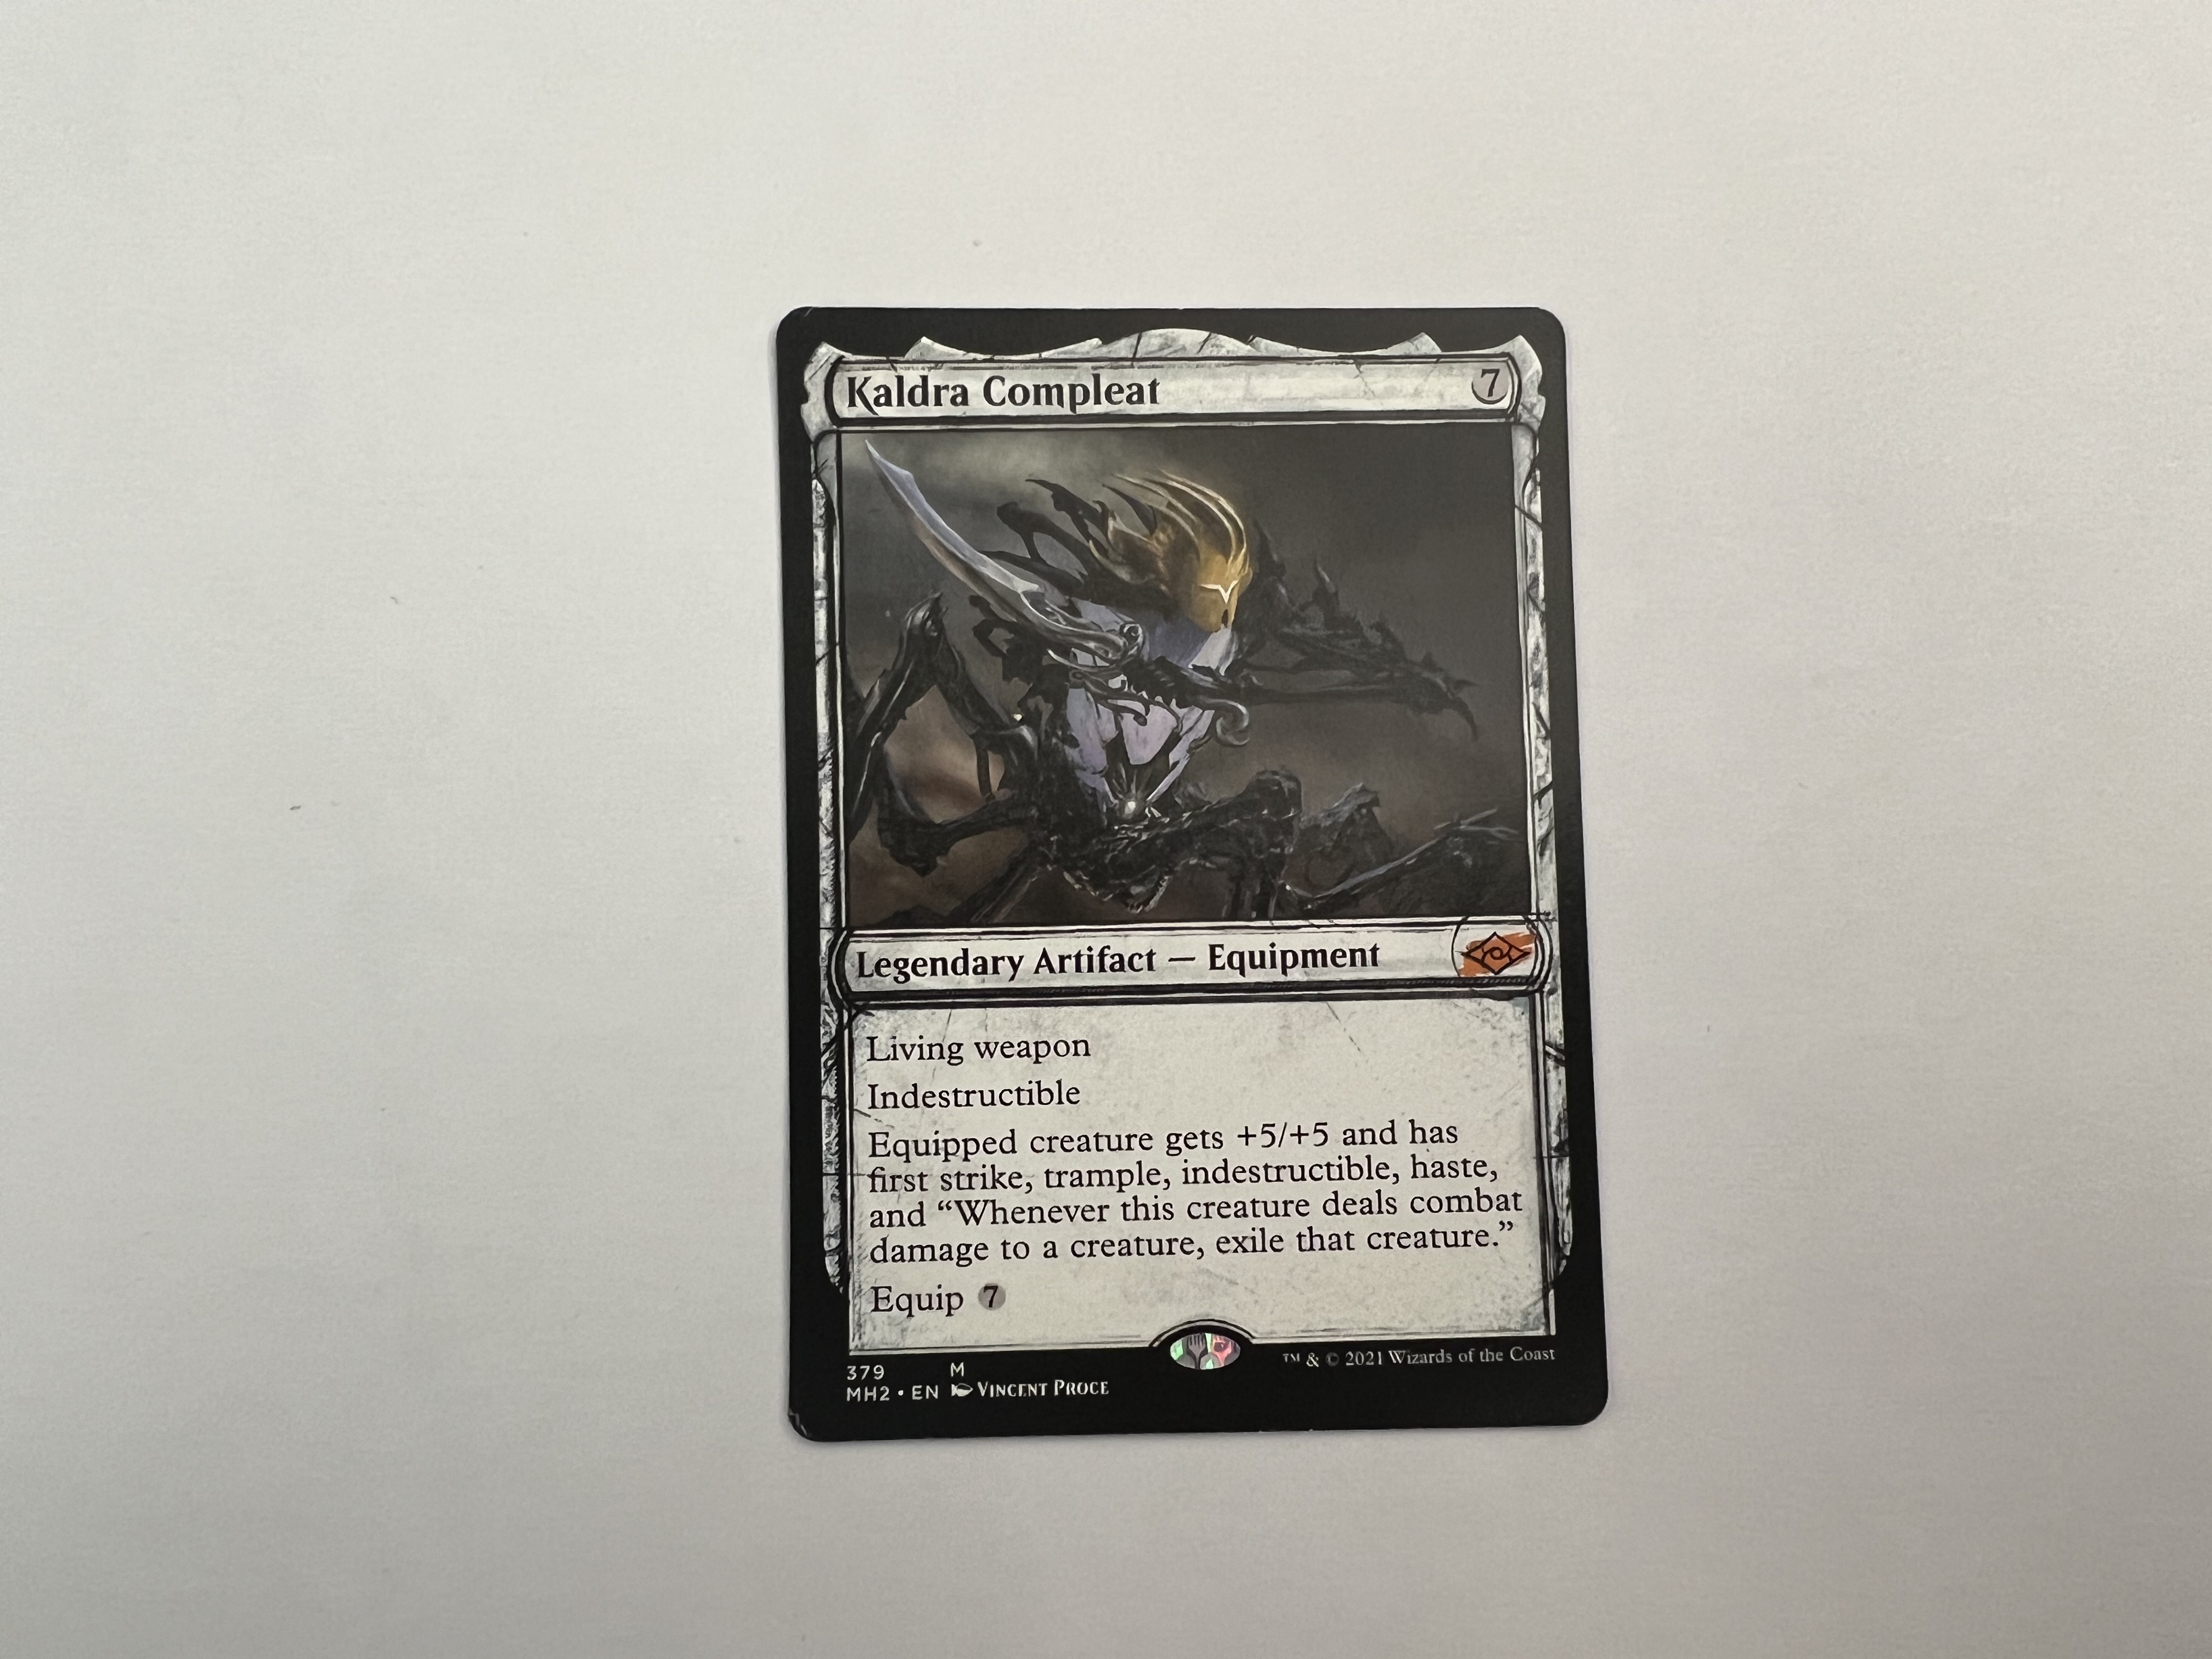 Kaldra Compleat 7
Legendary Artifact — Equipment
Living weapon
Indestructible
Equipped creature gets +5/+5 and has
first strike, trample, indestructible, haste,
and “Whenever this creature deals combat
damage to a creature, exile that creature.”
Equip 7
379 M
MH2 • EN Vincent Proce
™ & © 2021 Wizards of the Coast